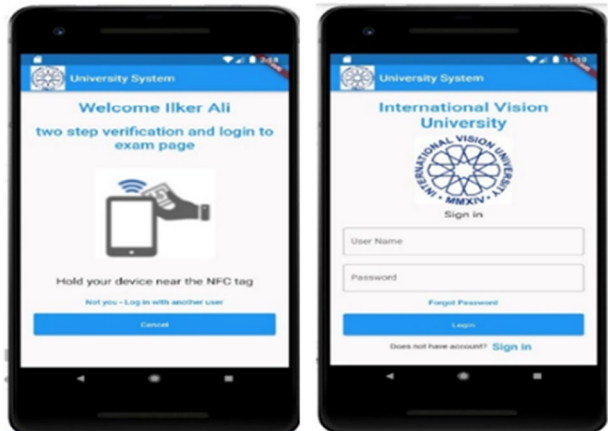 2:18
University System
Welcome Ilker Ali
two step verification and login to
exam page
Hold your device near the NFC tag
Not you - Log in with another user
Cancel
University System
International Vision
University
INTERNATIONAL VISION UNIVERSITY
MMXIV
Sign in
User Name
Password
Forgot Password
Login
Does not have account? Sign in